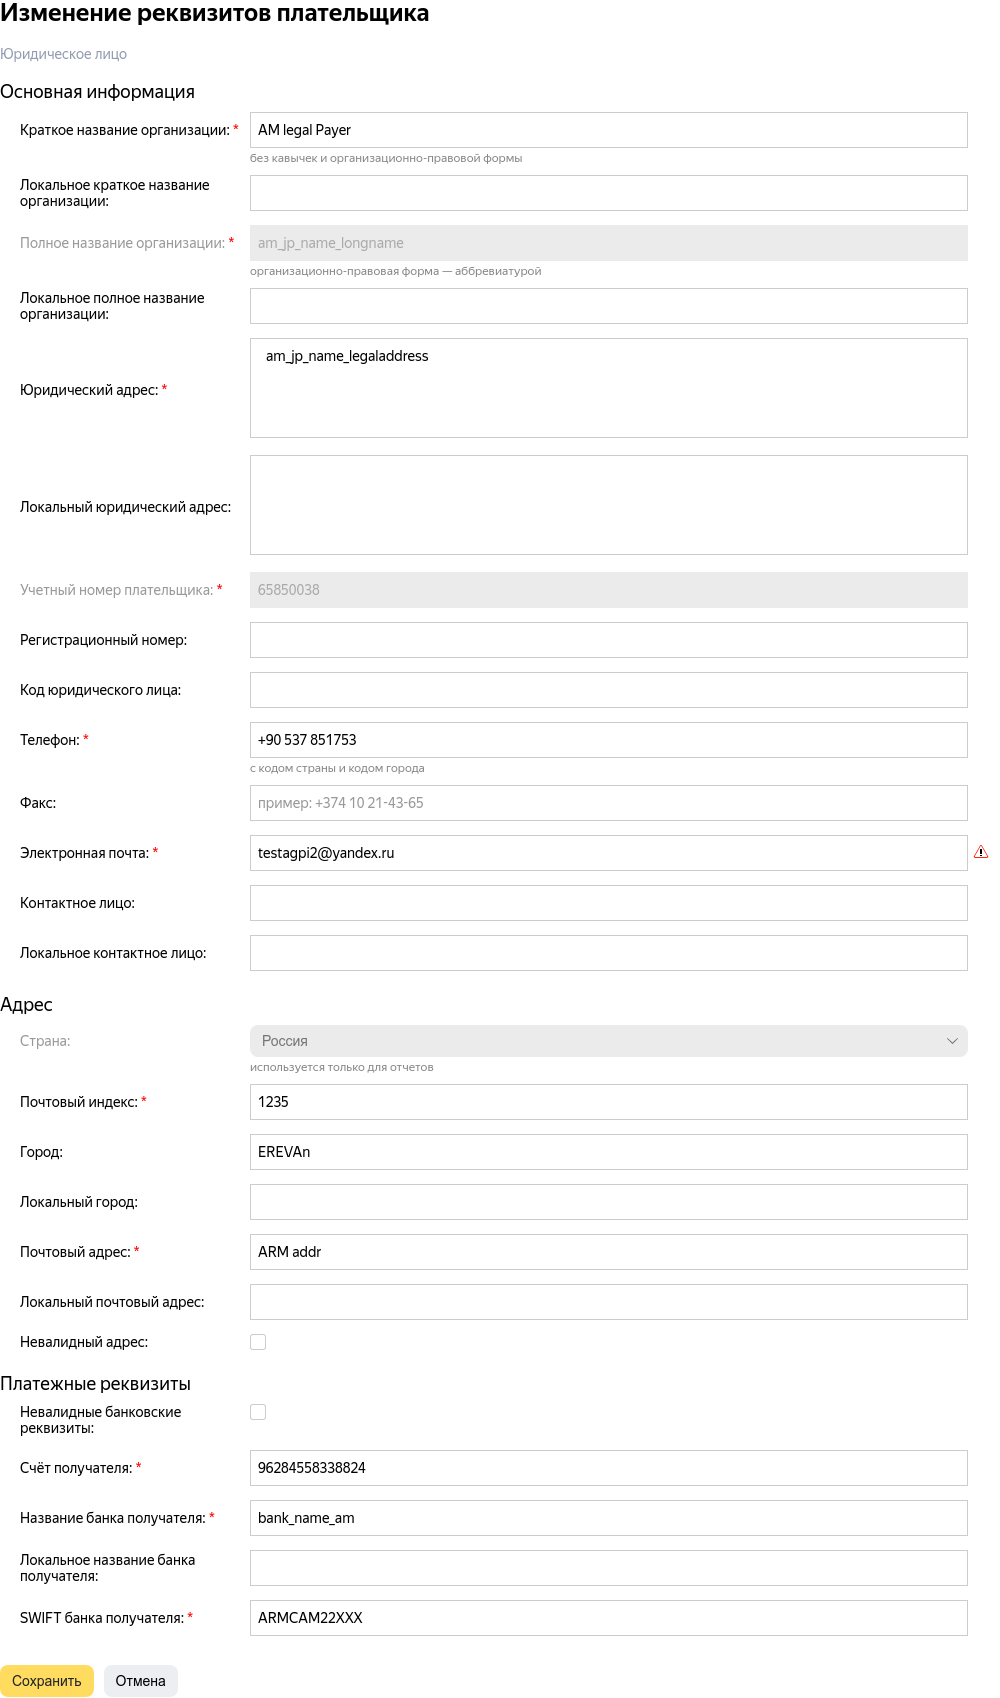 Изменение реквизитов плательщика
Юридическое лицо
Основная информация
Краткое название организации: *
AM legal Payer
без кавычек и организационно-правовой формы
Локальное краткое название
организации:
Полное название организации: *
am_jp_name_longname
организационно-правовая форма — аббревиатурой
Локальное полное название
организации:
am_jp_name_legaladdress
Юридический адрес: *
Локальный юридический адрес:
Учетный номер плательщика: *
65850038
Регистрационный номер:
Код юридического лица:
Телефон: *
+90 537 851753
с кодом страны и кодом города
Факс:
пример: +374 10 21-43-65
Электронная почта: *
testagpi2@yandex.ru
Контактное лицо:
Локальное контактное лицо:
Адрес
Страна:
Россия
используется только для отчетов
Почтовый индекс: *
1235
Город:
EREVAn
Локальный город:
Почтовый адрес: *
ARM addr
Локальный почтовый адрес:
Невалидный адрес:
Платежные реквизиты
Невалидные банковские
реквизиты:
Счёт получателя: *
96284558338824
Название банка получателя: *
bank_name_am
Локальное название банка
получателя:
SWIFT банка получателя: *
ARMCAM22XXX
Сохранить
Отмена